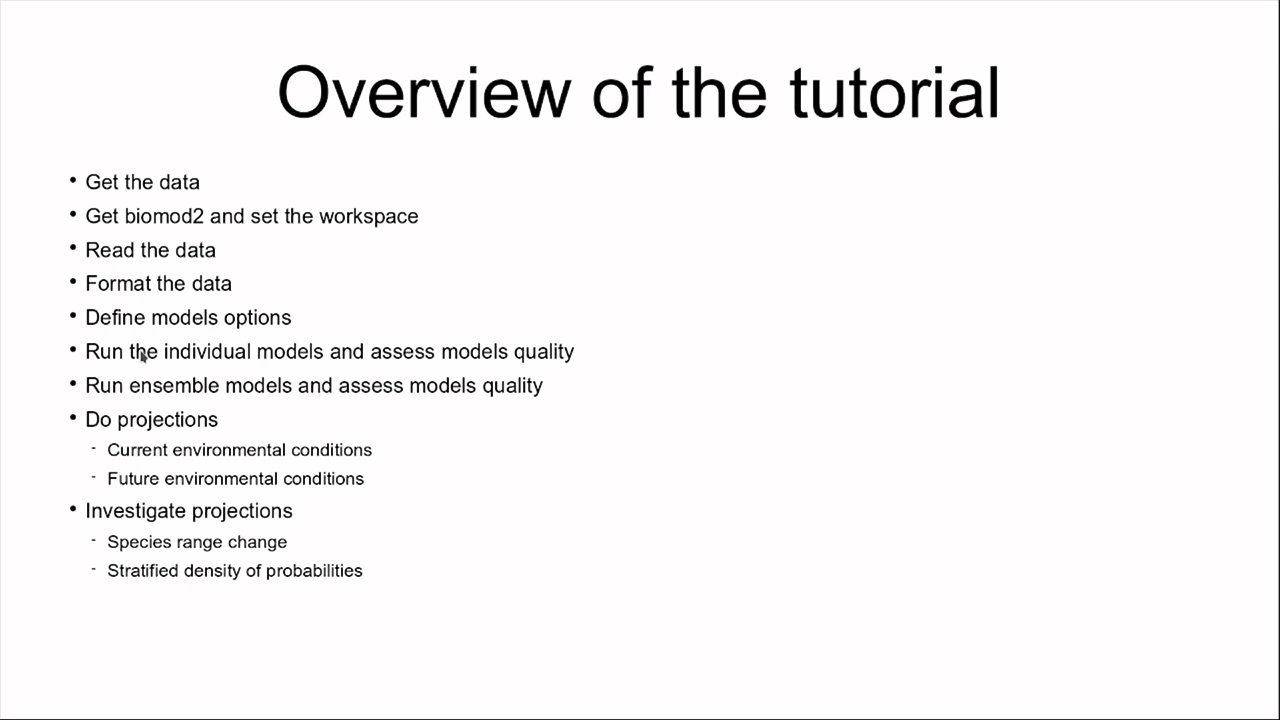 Overview of the tutorial
• Get the data
• Get biomod2 and set the workspace
• Read the data
• Format the data
• Define models options
• Run the individual models and assess models quality
• Run ensemble models and assess models quality
• Do projections
- Current environmental conditions
- Future environmental conditions
• Investigate projections
- Species range change
- Stratified density of probabilities